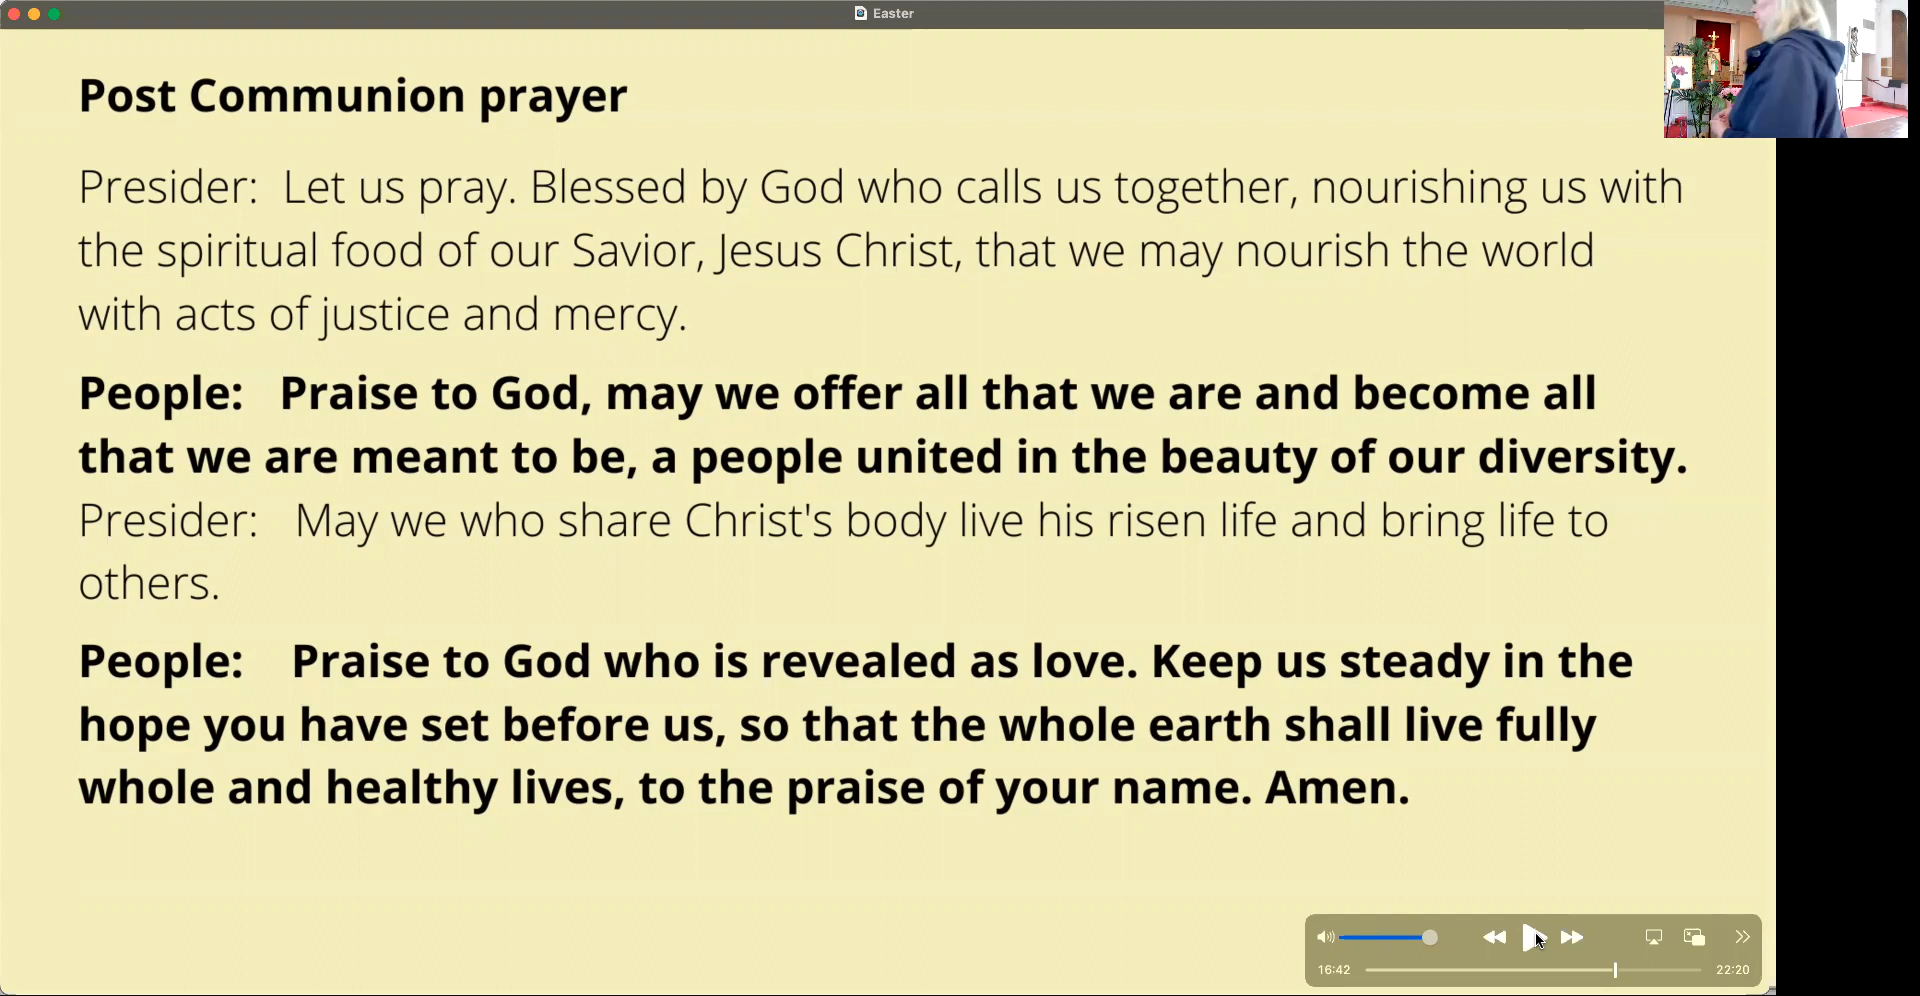 Easter
Post Communion prayer
Presider:  Let us pray. Blessed by God who calls us together, nourishing us with
the spiritual food of our Savior, Jesus Christ, that we may nourish the world
with acts of justice and mercy.
People:   Praise to God, may we offer all that we are and become all
that we are meant to be, a people united in the beauty of our diversity.
Presider:   May we who share Christ's body live his risen life and bring life to
others.
People:    Praise to God who is revealed as love. Keep us steady in the
hope you have set before us, so that the whole earth shall live fully
whole and healthy lives, to the praise of your name. Amen.
16:42 22:20